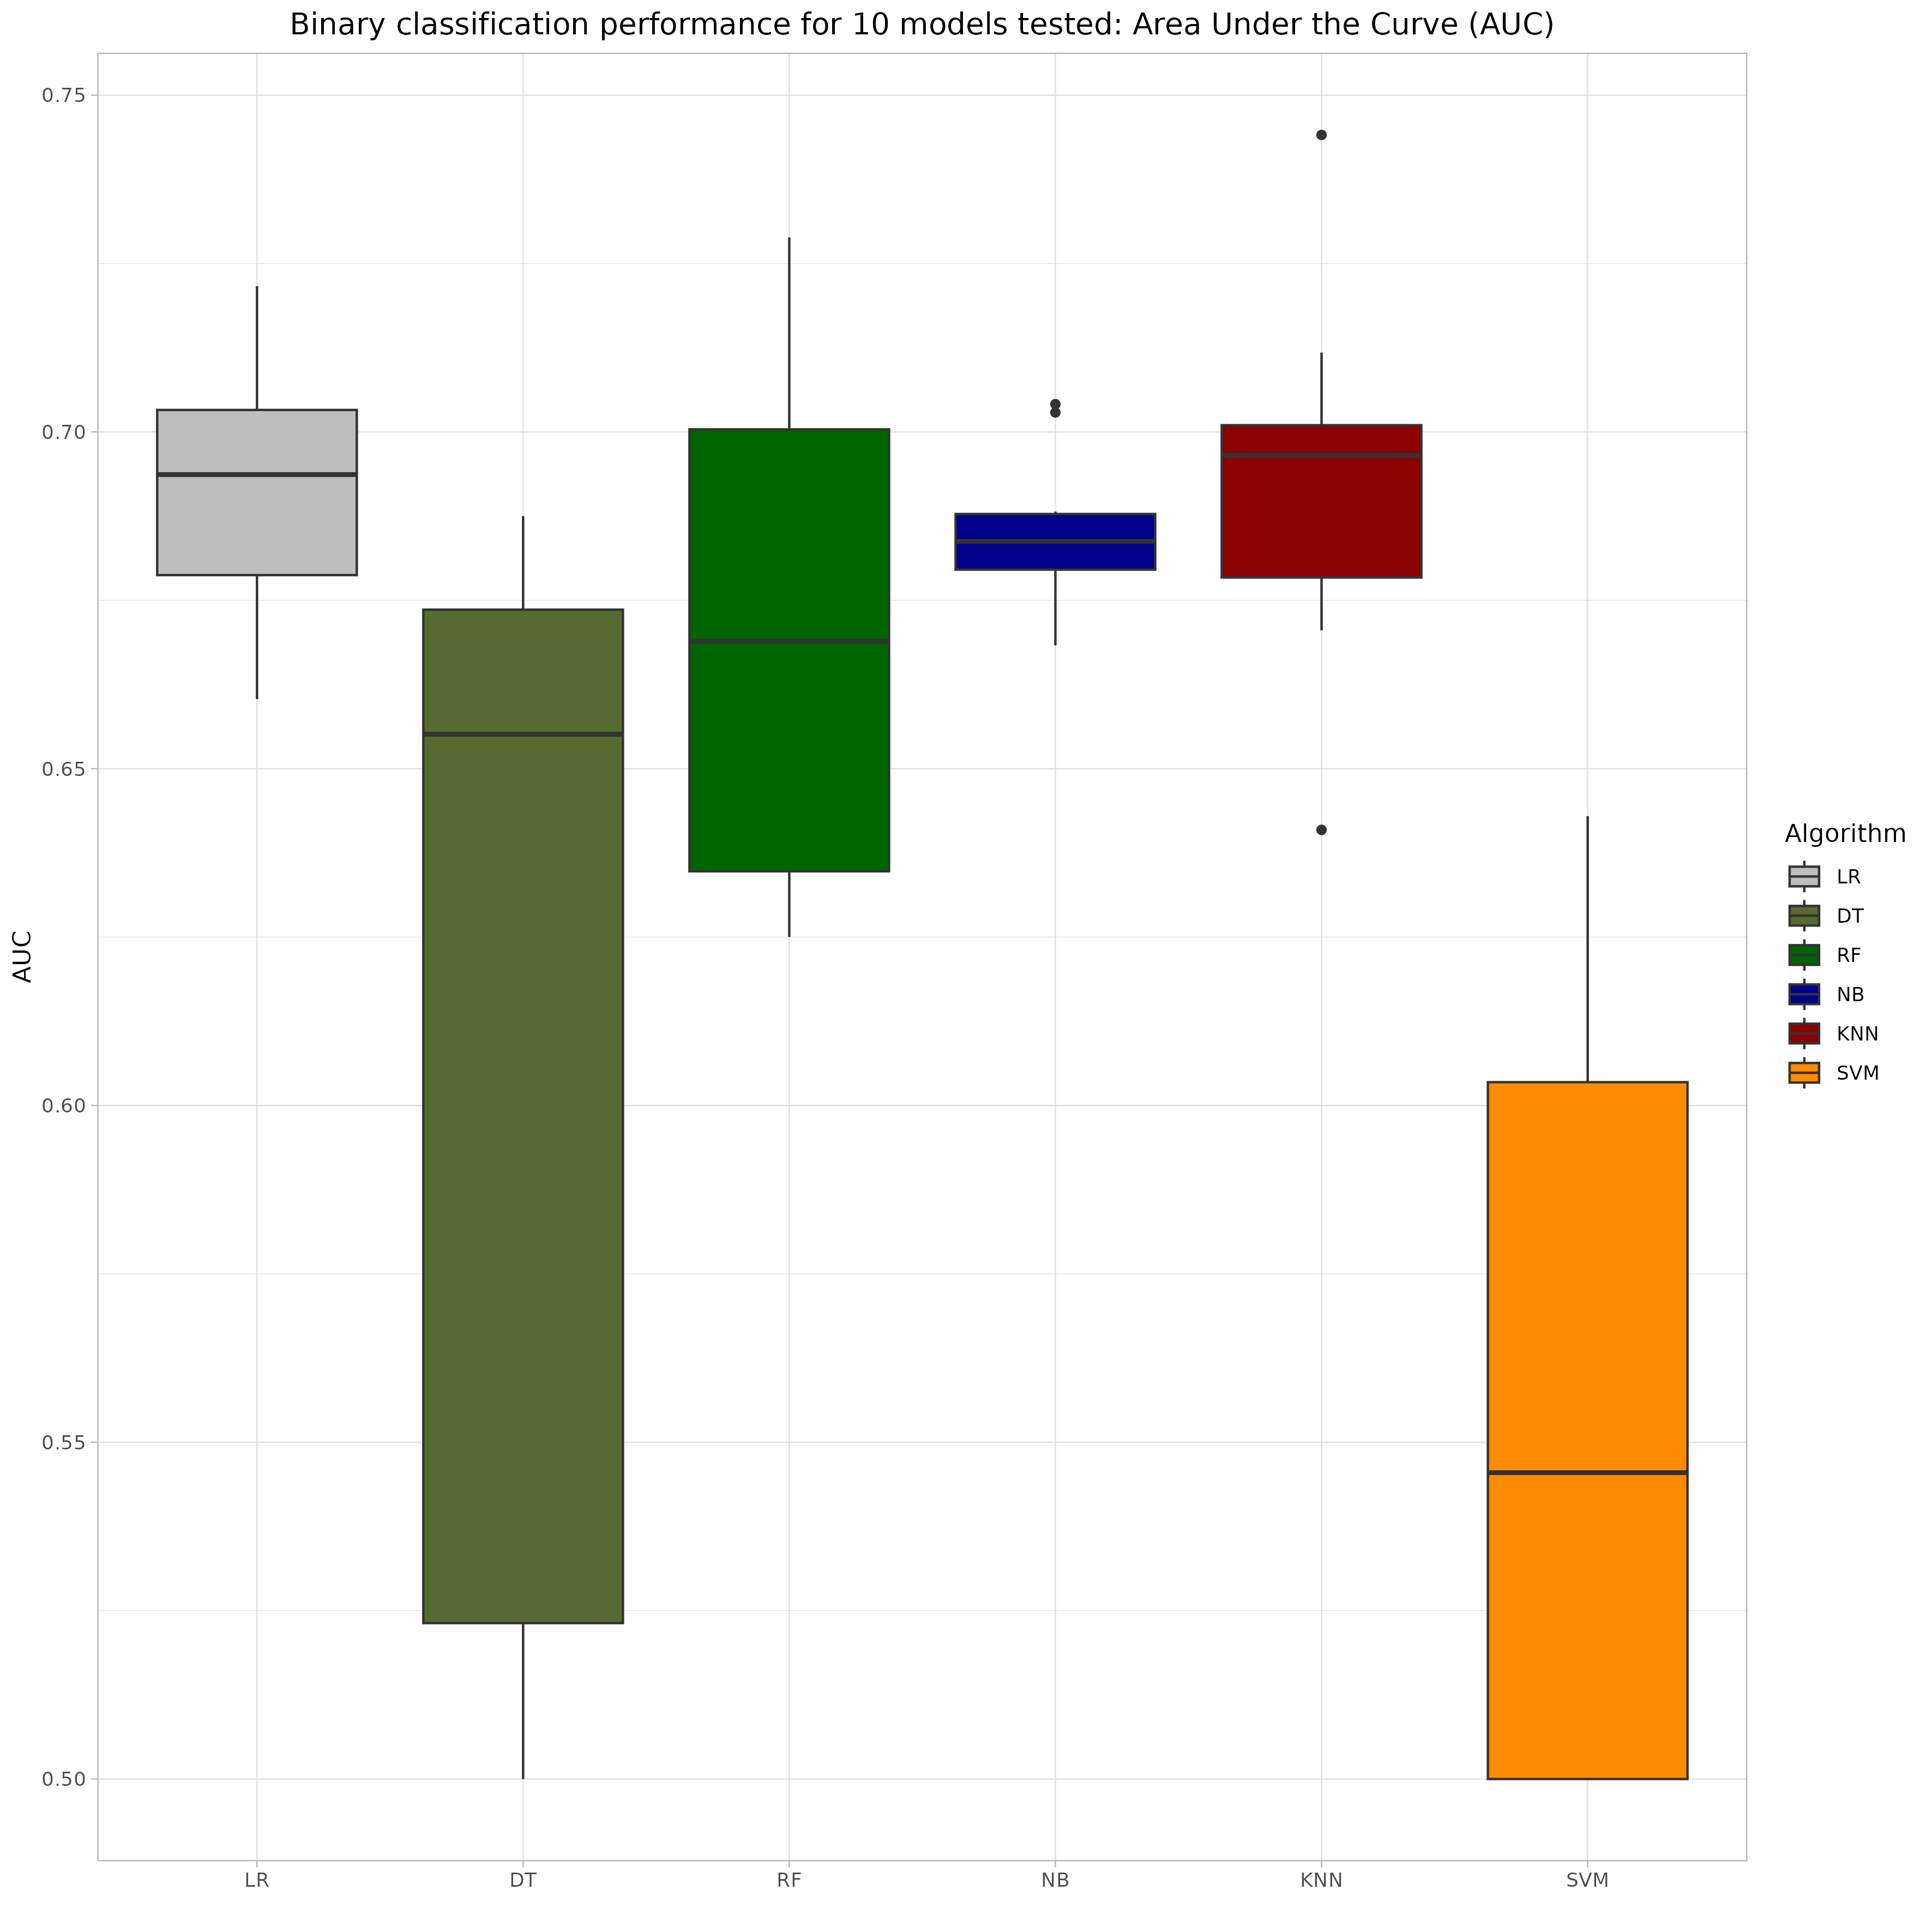 Binary classification performance for 10 models tested: Area Under the Curve (AUC)
0.75
0.70
0.65
0.60
0.55
0.50
AUC
LR
DT
RF
NB
KNN
SVM
Algorithm
LR
DT
RF
NB
KNN
SVM